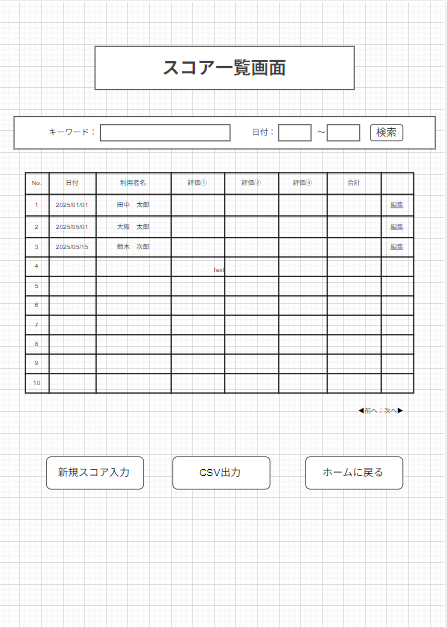 スコア一覧画面
キーワード： 日付： ～ 検索
No. 日付 利用者名 評価① 評価② 評価③ 合計
1 2025/01/01 田中　太郎 編集
2 2025/05/01 大阪　太郎 編集
3 2025/05/15 鈴木　次郎 編集
4 Text
5
6
7
8
9
10
◀前へ：次へ▶
新規スコア入力 CSV出力 ホームに戻る